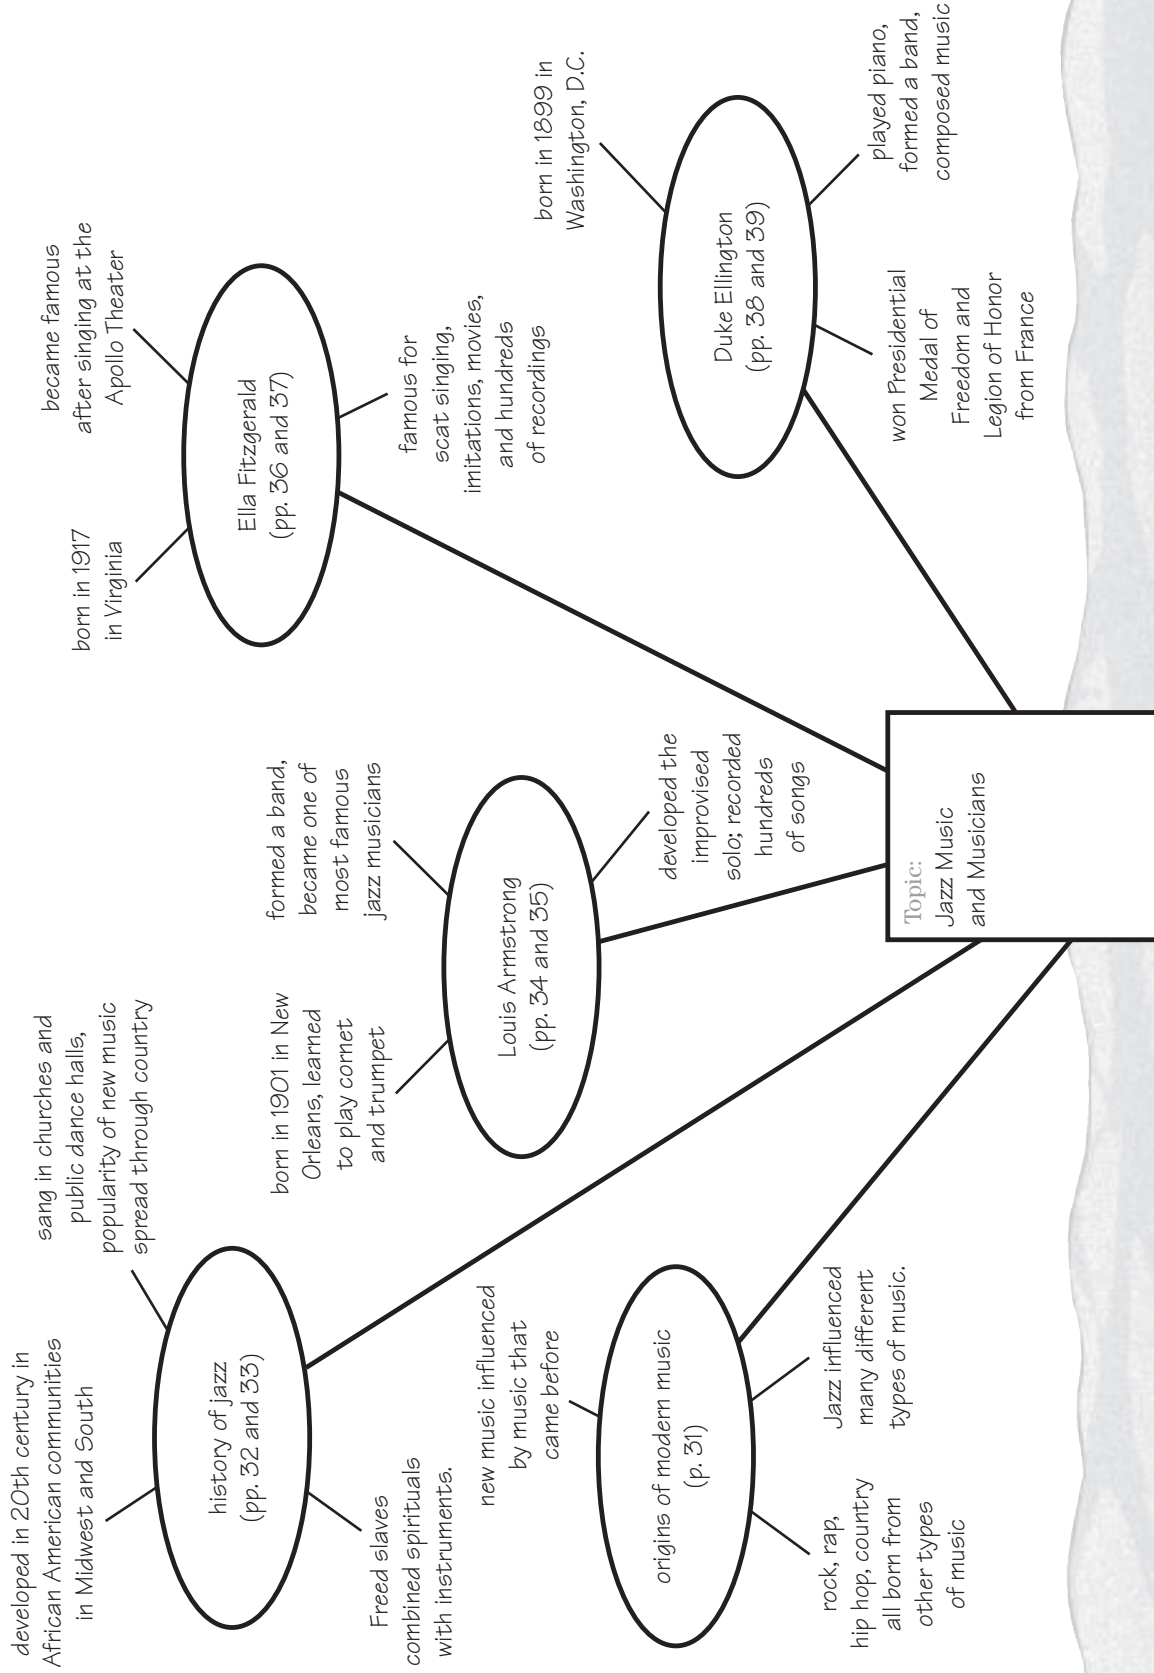 developed in 20th century in
African American communities
in Midwest and South
sang in churches and
public dance halls,
popularity of new music
spread through country
history of jazz
(pp. 32 and 33)
Freed slaves
combined spirituals
with instruments.
born in 1901 in New
Orleans, learned
to play cornet
and trumpet
formed a band,
became one of
most famous
jazz musicians
Louis Armstrong
(pp. 34 and 35)
developed the
improvised
solo; recorded
hundreds
of songs
born in 1917
in Virginia
became famous
after singing at the
Apollo Theater
Ella Fitzgerald
(pp. 36 and 37)
famous for
scat singing,
imitations, movies,
and hundreds
of recordings
new music influenced
by music that
came before
origins of modern music
(p. 31)
rock, rap,
hip hop, country
all born from
other types
of music
Jazz influenced
many different
types of music.
born in 1899 in
Washington, D.C.
Duke Ellington
(pp. 38 and 39)
won Presidential
Medal of
Freedom and
Legion of Honor
from France
played piano,
formed a band,
composed music
Topic:
Jazz Music
and Musicians